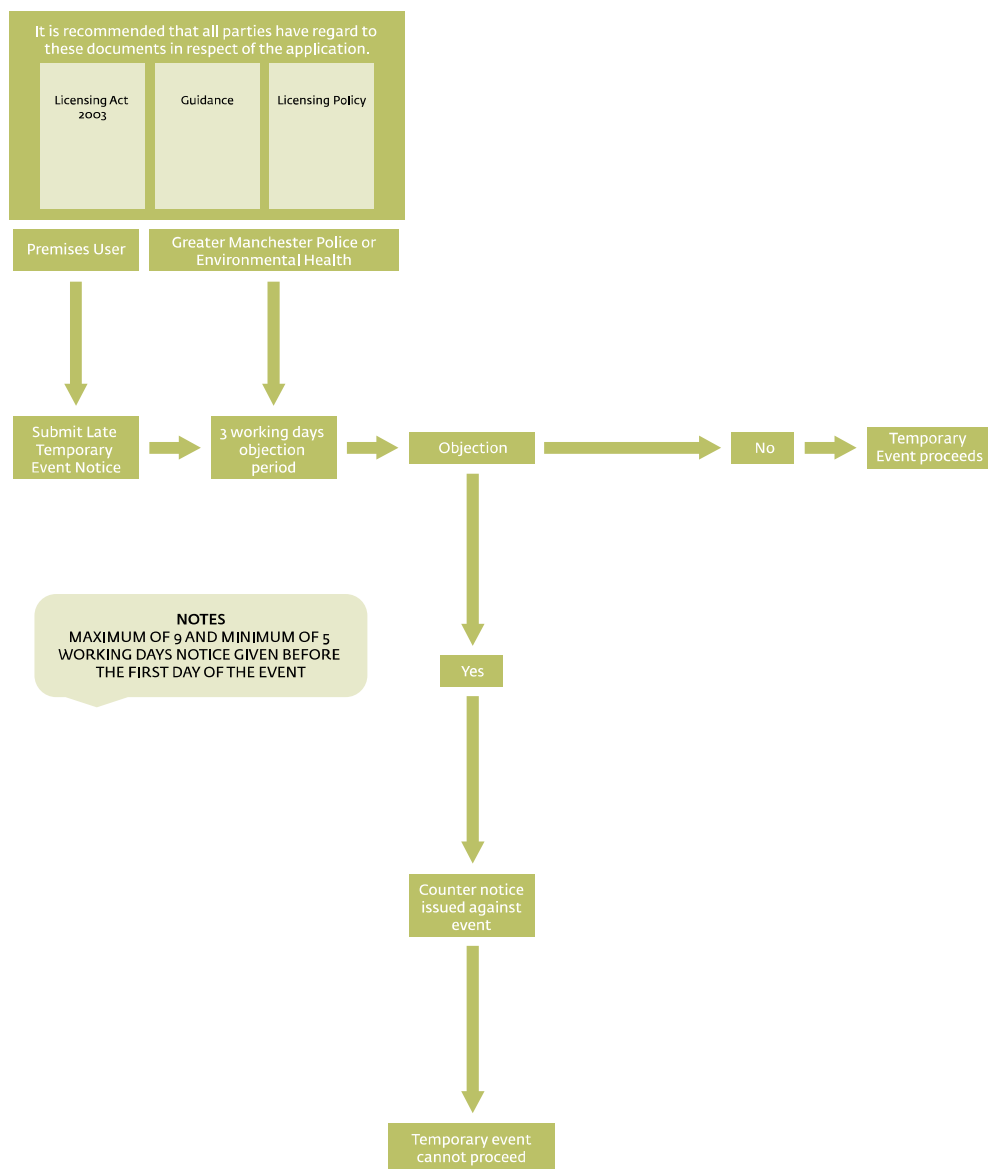 It is recommended that all parties have regard to
these documents in respect of the application.
Licensing Act
2003
Guidance
Licensing Policy
Premises User
Greater Manchester Police or
Environmental Health
Submit Late
Temporary
Event Notice
3 working days
objection
period
Objection
No
Temporary
Event proceeds
NOTES
MAXIMUM OF 9 AND MINIMUM OF 5
WORKING DAYS NOTICE GIVEN BEFORE
THE FIRST DAY OF THE EVENT
Yes
Counter notice
issued against
event
Temporary event
cannot proceed